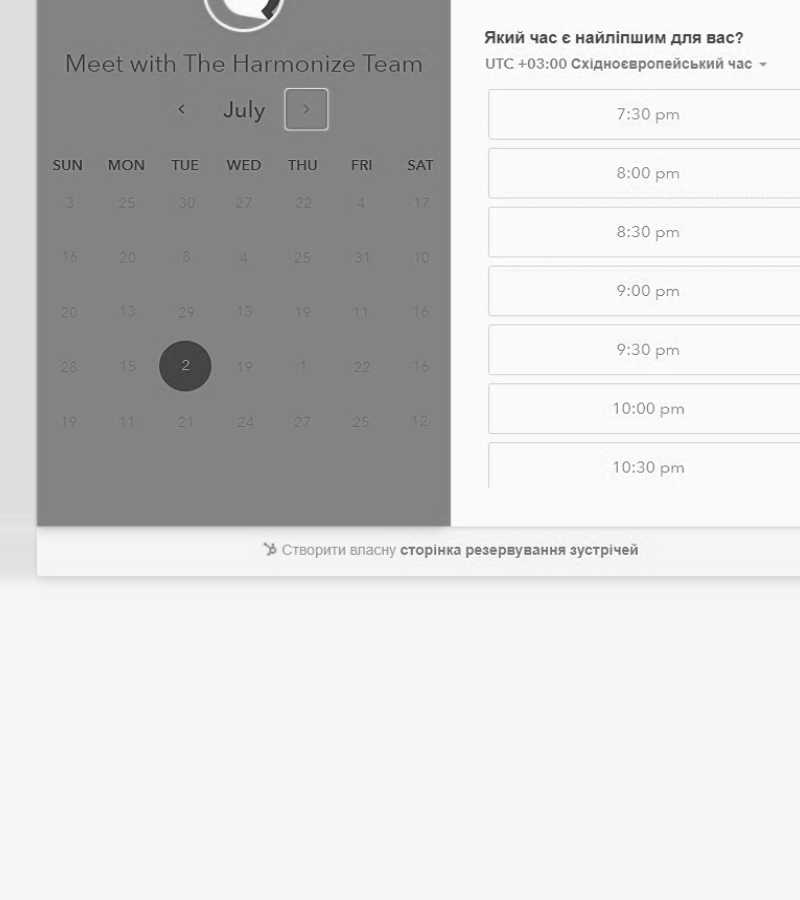 Meet with The Harmonize Team
July
SUN MON TUE WED THU FRI SAT
3 25 30 27 22 4 17
16 20 8 4 25 31 10
20 13 29 13 19 11 16
28 15 2 19 1 22 16
19 11 21 24 27 25 12
Який час є найліпшим для вас?
UTC +03:00 Східноєвропейський час
7:30 pm
8:00 pm
8:30 pm
9:00 pm
9:30 pm
10:00 pm
10:30 pm
Створити власну сторінка резервування зустрічей